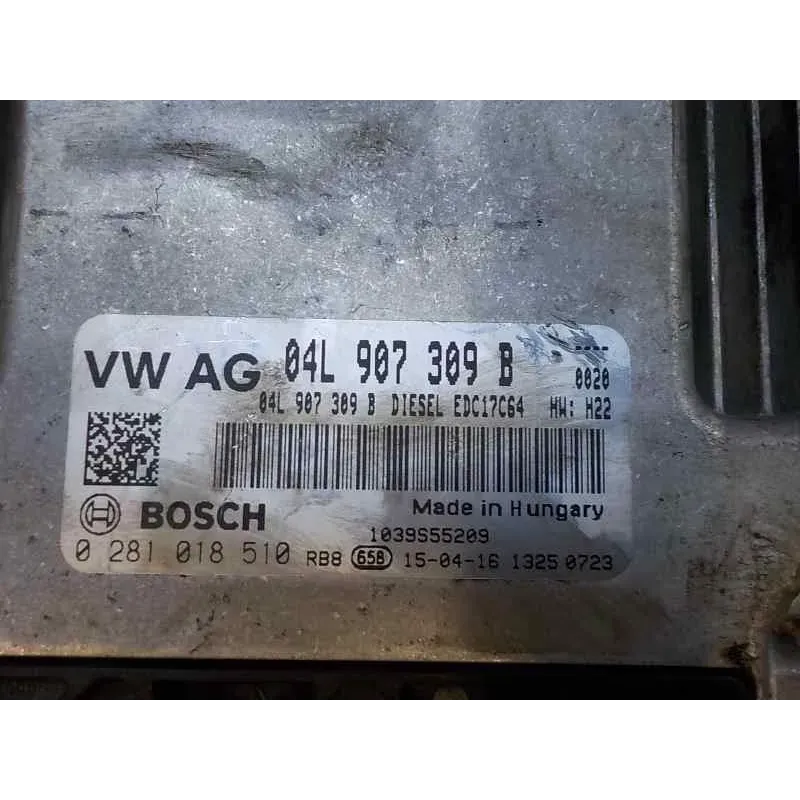 VW AG 04L 907 309 B ----
0020
04L 907 309 B DIESEL EDC17C64 HW: H22
BOSCH Made in Hungary
1039S55209
0 281 018 510 RB8 65B 15-04-16 1325 0723